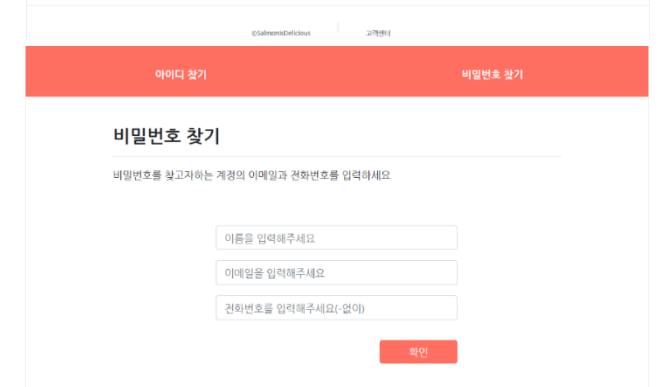 ©SalmonisDelicious 고객센터
아이디 찾기 비밀번호 찾기
비밀번호 찾기
비밀번호를 찾고자하는 계정의 이메일과 전화번호를 입력하세요
이름을 입력해주세요
이메일을 입력해주세요
전화번호를 입력해주세요(-없이)
확인